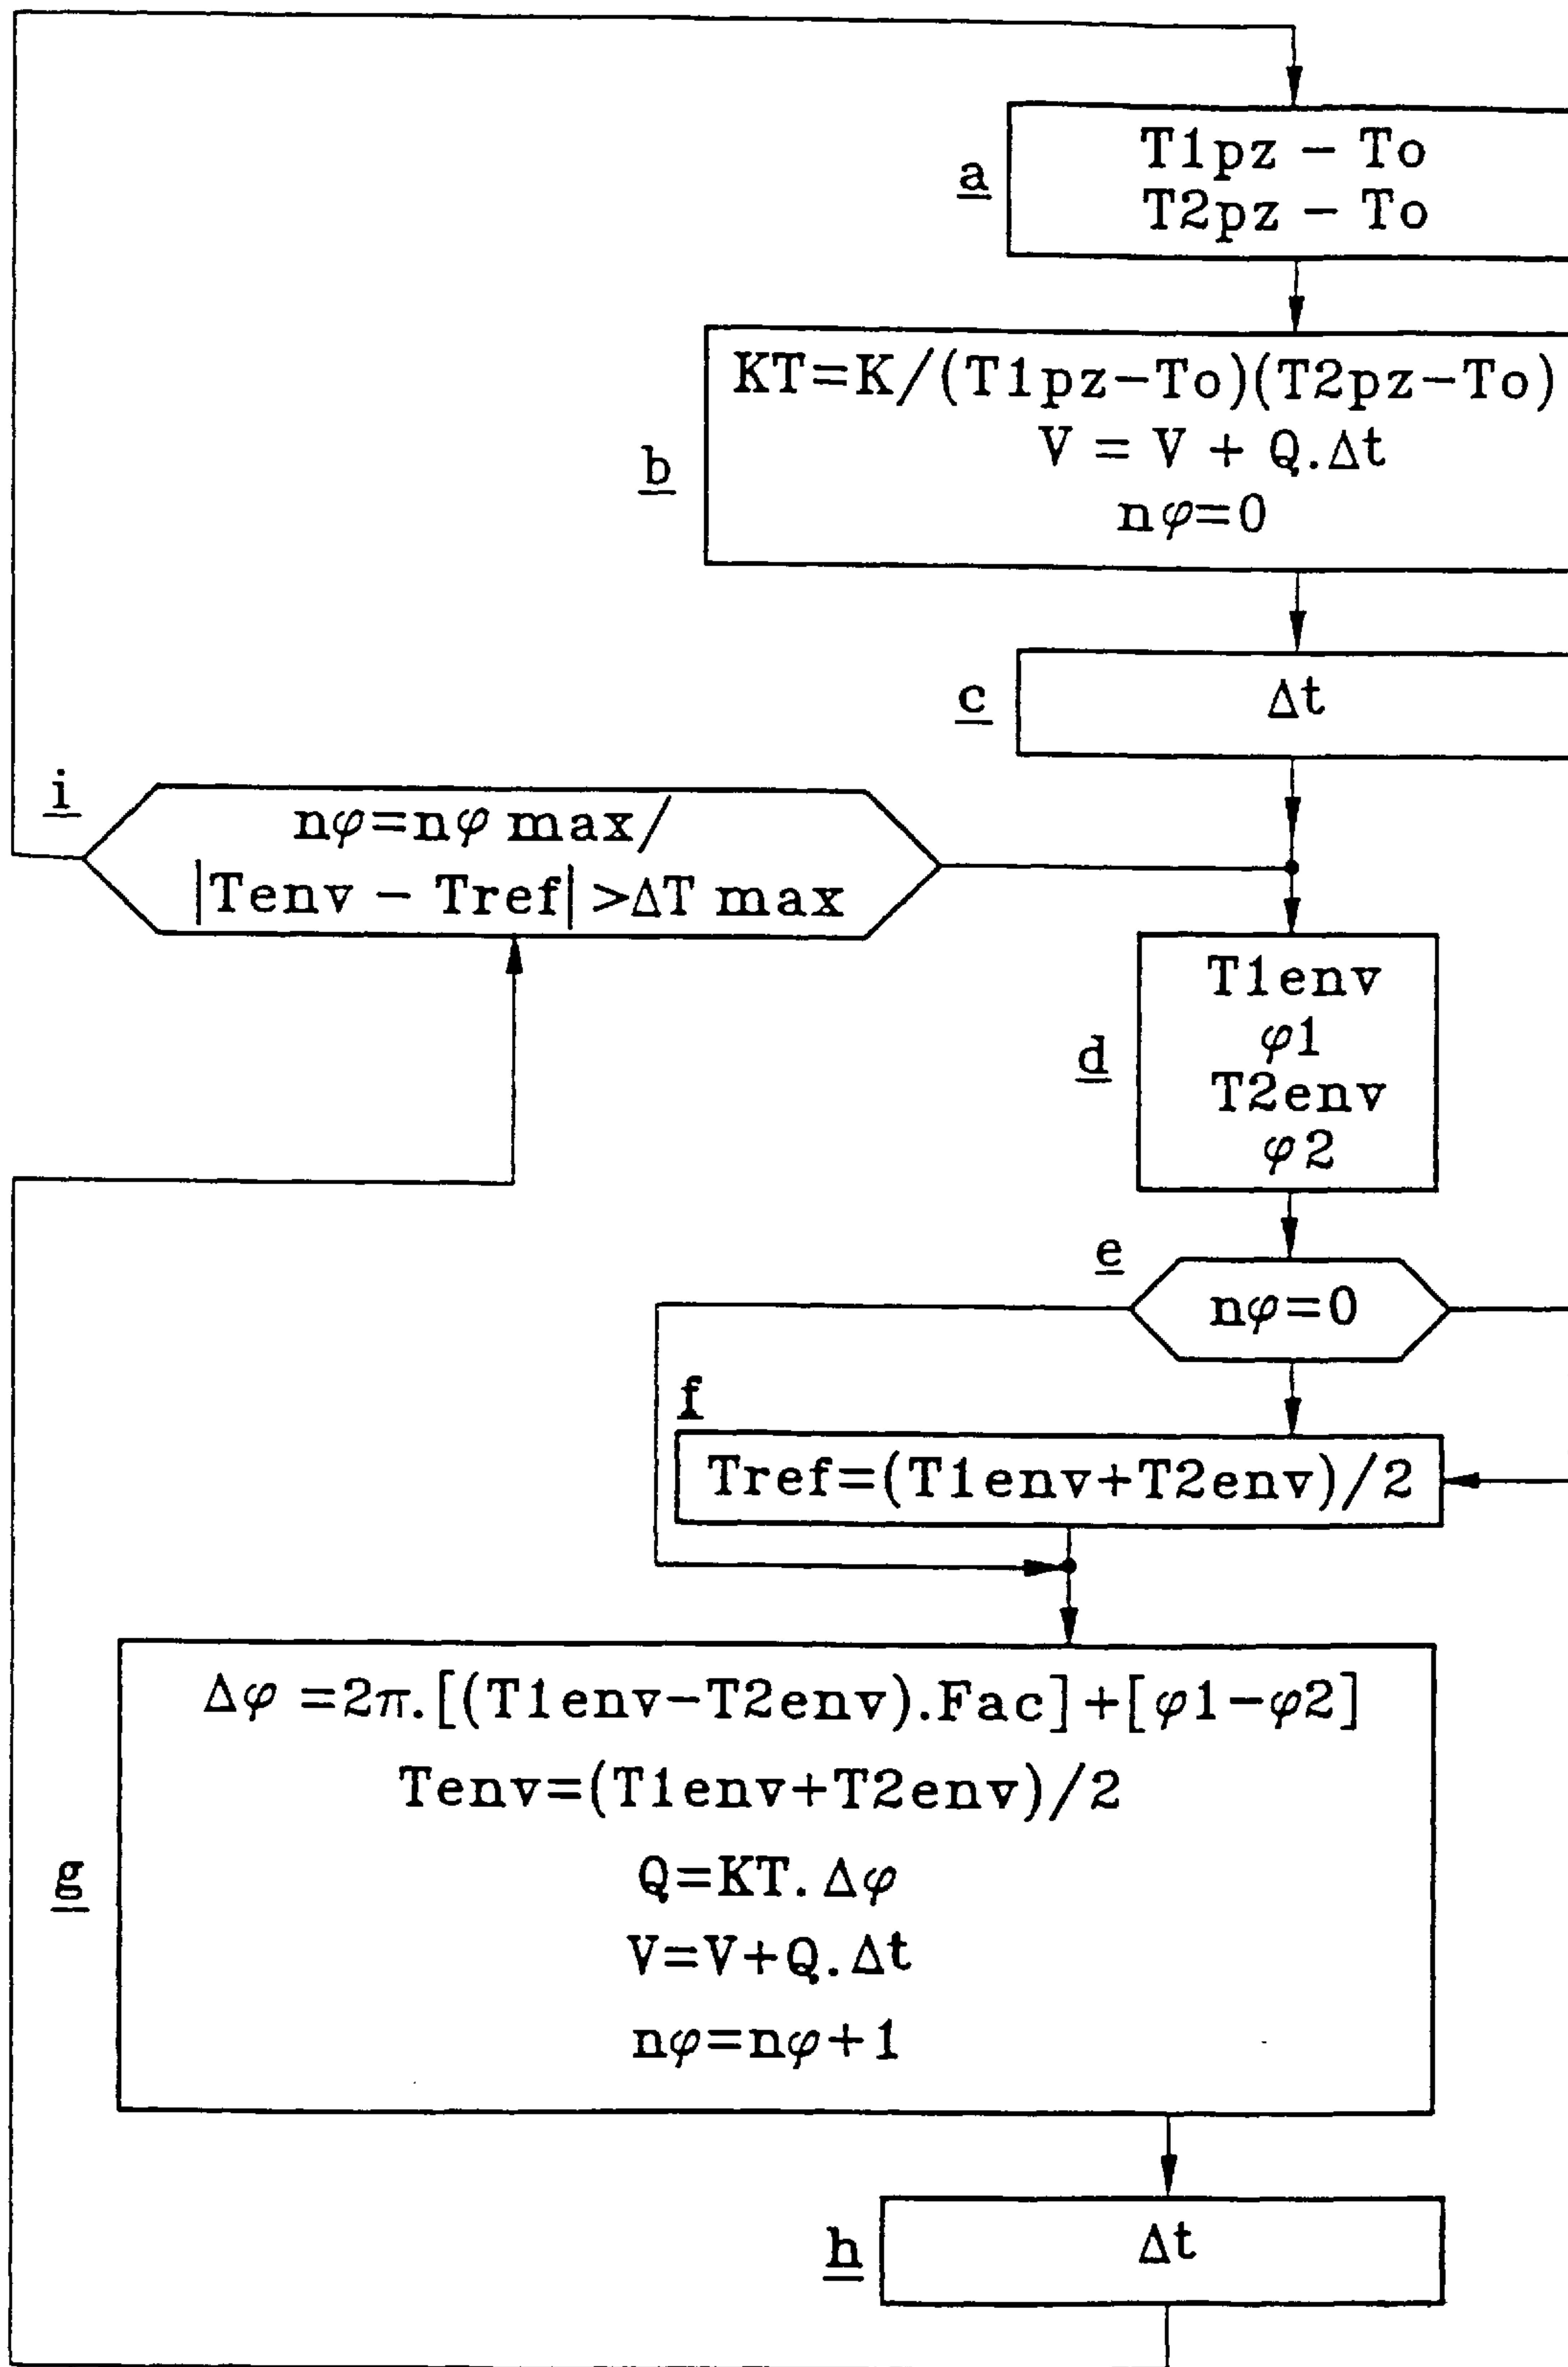 T1pz - To
T2pz - To
a
KT=K/(T1pz-To)(T2pz-To)
V = V + Q.Δt
nφ=0
b
c
Δt
i
nφ=nφ max/
|Tenv - Tref| >ΔT max
T1env
φ1
T2env
φ2
d
e
nφ=0
f
Tref=(T1env+T2env)/2
Δφ =2π.[(T1env-T2env).Fac]+[φ1-φ2]
Tenv=(T1env+T2env)/2
Q=KT.Δφ
V=V+Q.Δt
nφ=nφ+1
g
h
Δt